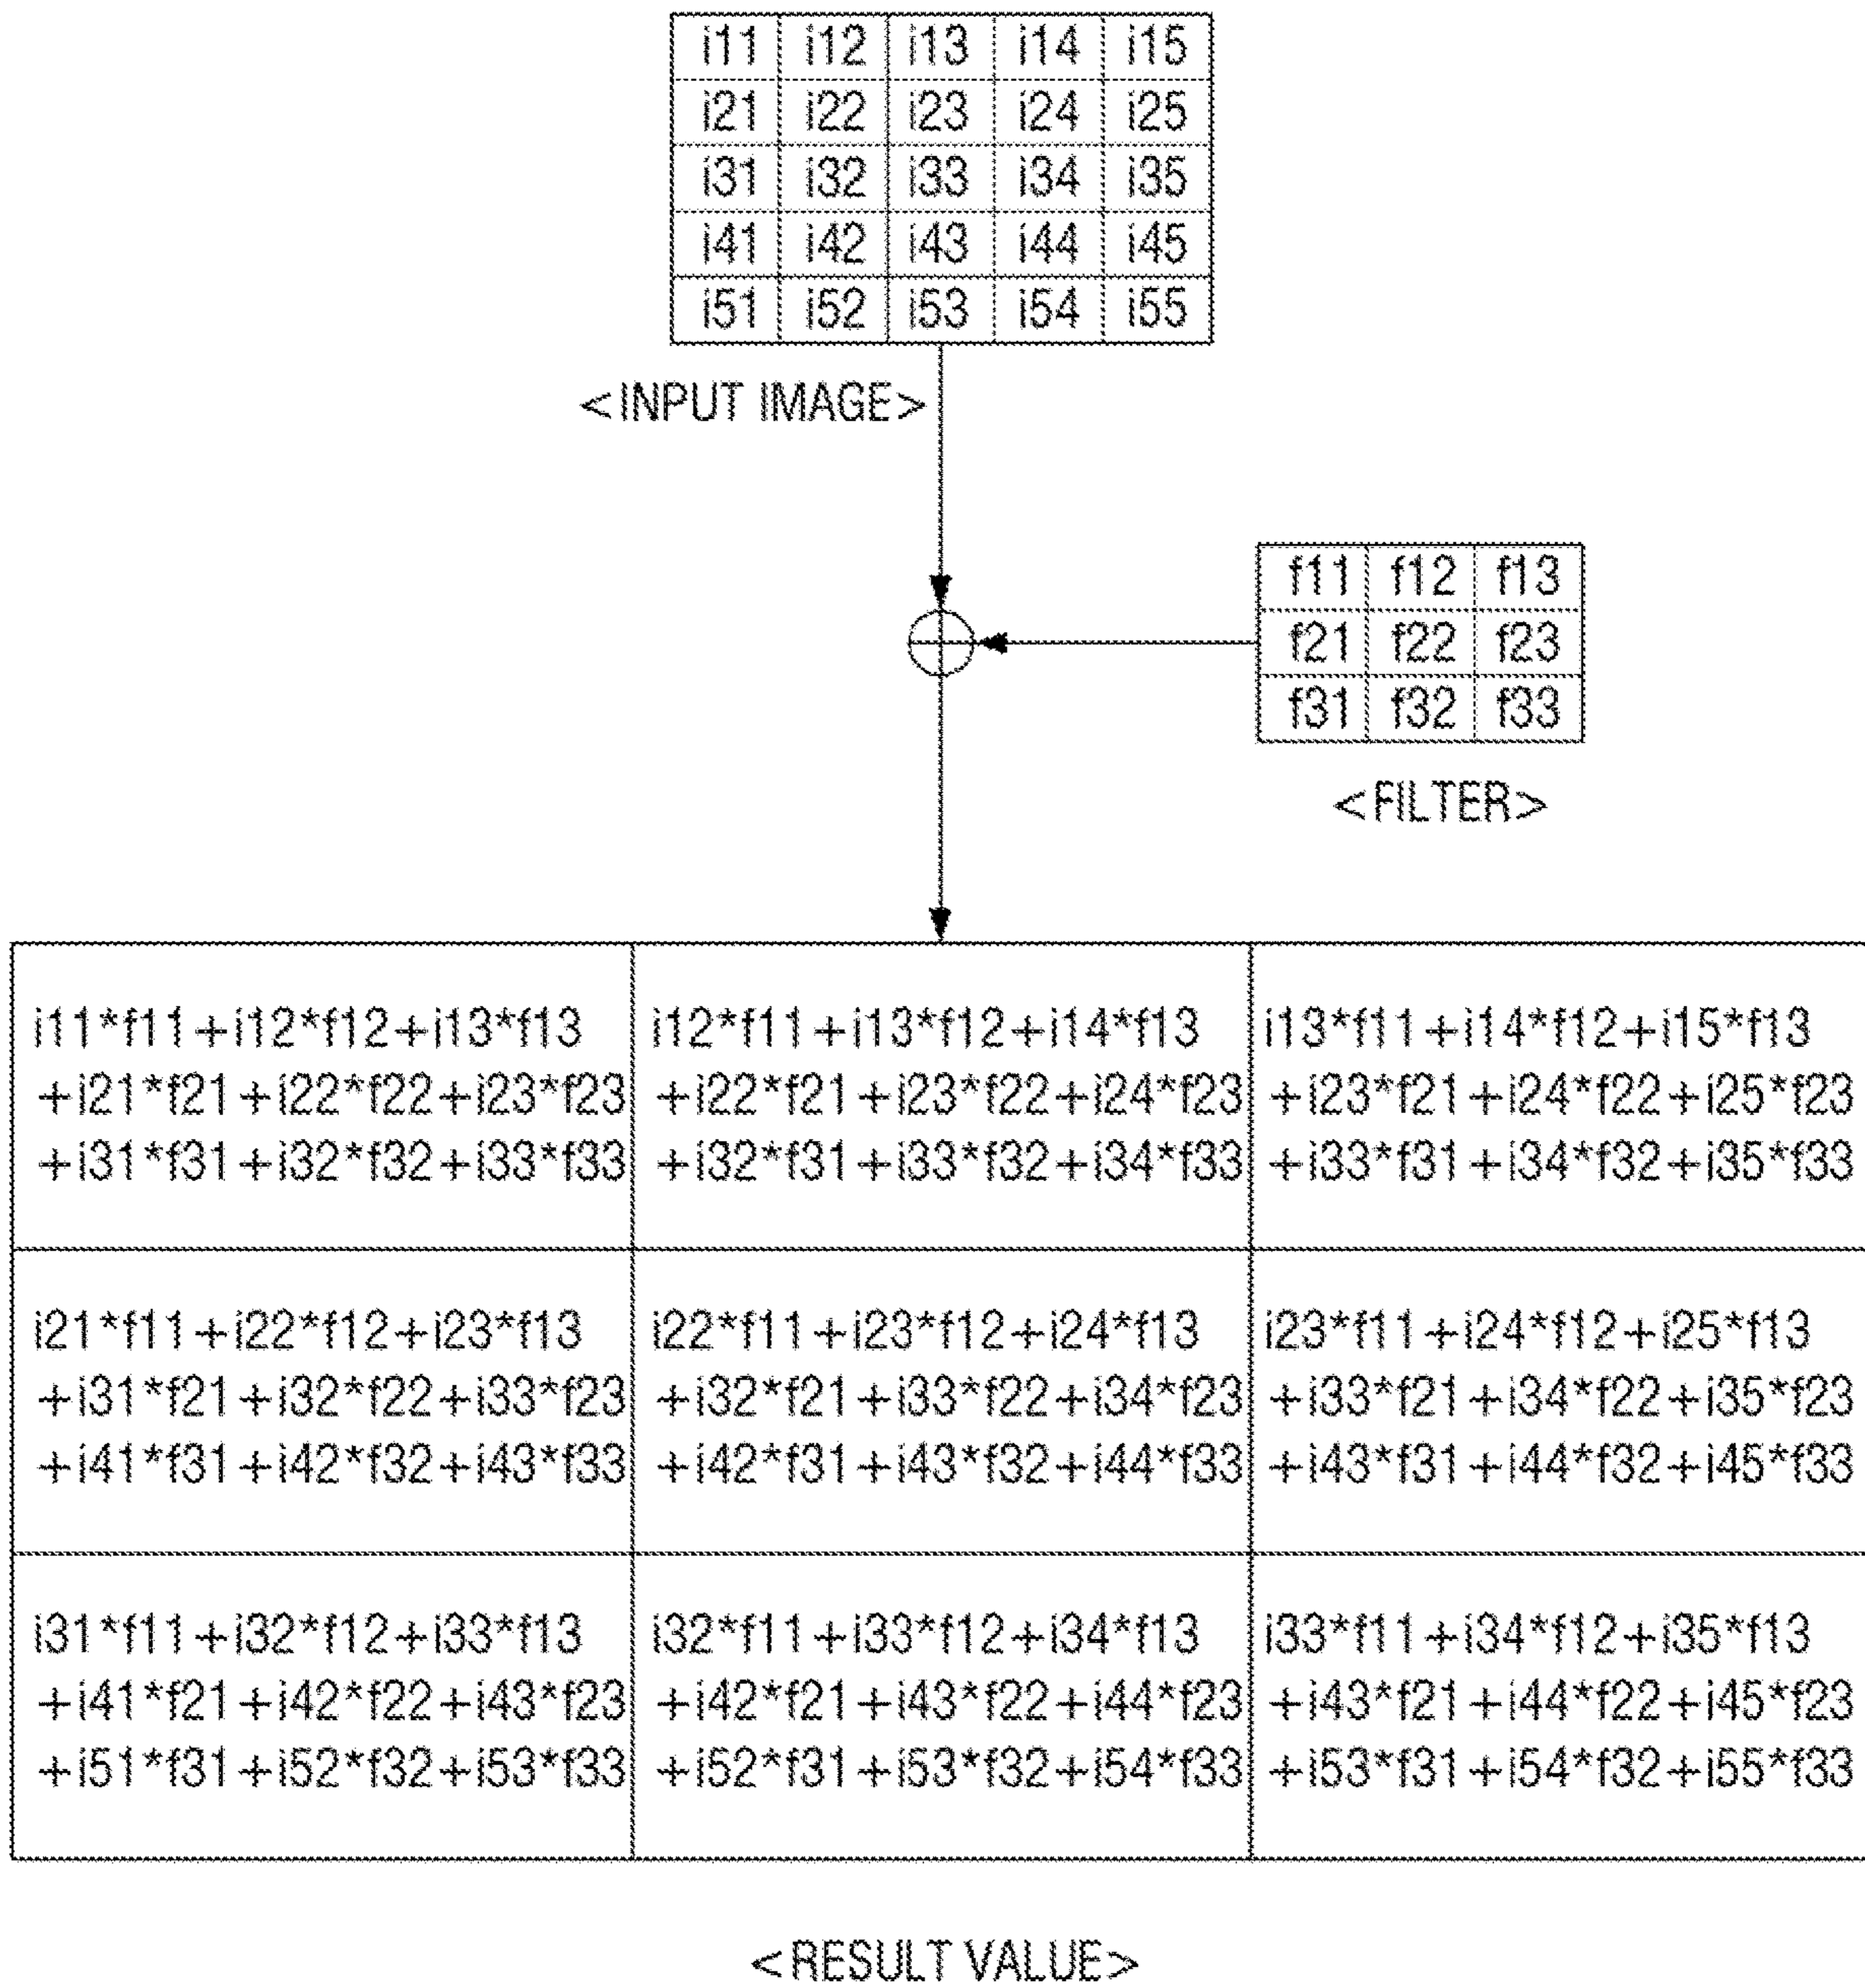 i11 i12 i13 i14 i15
i21 i22 i23 i24 i25
i31 i32 i33 i34 i35
i41 i42 i43 i44 i45
i51 i52 i53 i54 i55
<INPUT IMAGE>
f11 f12 f13
f21 f22 f23
f31 f32 f33
<FILTER>
i11*f11+i12*f12+i13*f13
+i21*f21+i22*f22+i23*f23
+i31*f31+i32*f32+i33*f33
i12*f11+i13*f12+i14*f13
+i22*f21+i23*f22+i24*f23
+i32*f31+i33*f32+i34*f33
i13*f11+i14*f12+i15*f13
+i23*f21+i24*f22+i25*f23
+i33*f31+i34*f32+i35*f33
i21*f11+i22*f12+i23*f13
+i31*f21+i32*f22+i33*f23
+i41*f31+i42*f32+i43*f33
i22*f11+i23*f12+i24*f13
+i32*f21+i33*f22+i34*f23
+i42*f31+i43*f32+i44*f33
i23*f11+i24*f12+i25*f13
+i33*f21+i34*f22+i35*f23
+i43*f31+i44*f32+i45*f33
i31*f11+i32*f12+i33*f13
+i41*f21+i42*f22+i43*f23
+i51*f31+i52*f32+i53*f33
i32*f11+i33*f12+i34*f13
+i42*f21+i43*f22+i44*f23
+i52*f31+i53*f32+i54*f33
i33*f11+i34*f12+i35*f13
+i43*f21+i44*f22+i45*f23
+i53*f31+i54*f32+i55*f33
<RESULT VALUE>